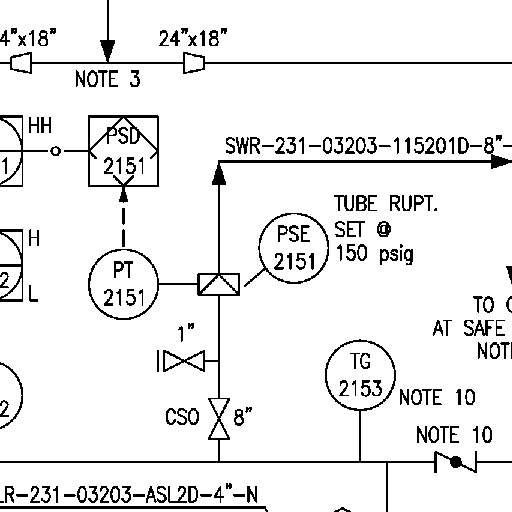 4"x18"
24"x18"
NOTE 3
HH
PSD
2151
1
SWR-231-03203-115201D-8"-
TUBE RUPT.
SET @
150 psig
PSE
2151
H
2
L
PT
2151
TO
AT SAFE
1"
TG
2153
NOTE 10
2
CSO
8"
NOTE 10
LR-231-03203-ASL2D-4"-N